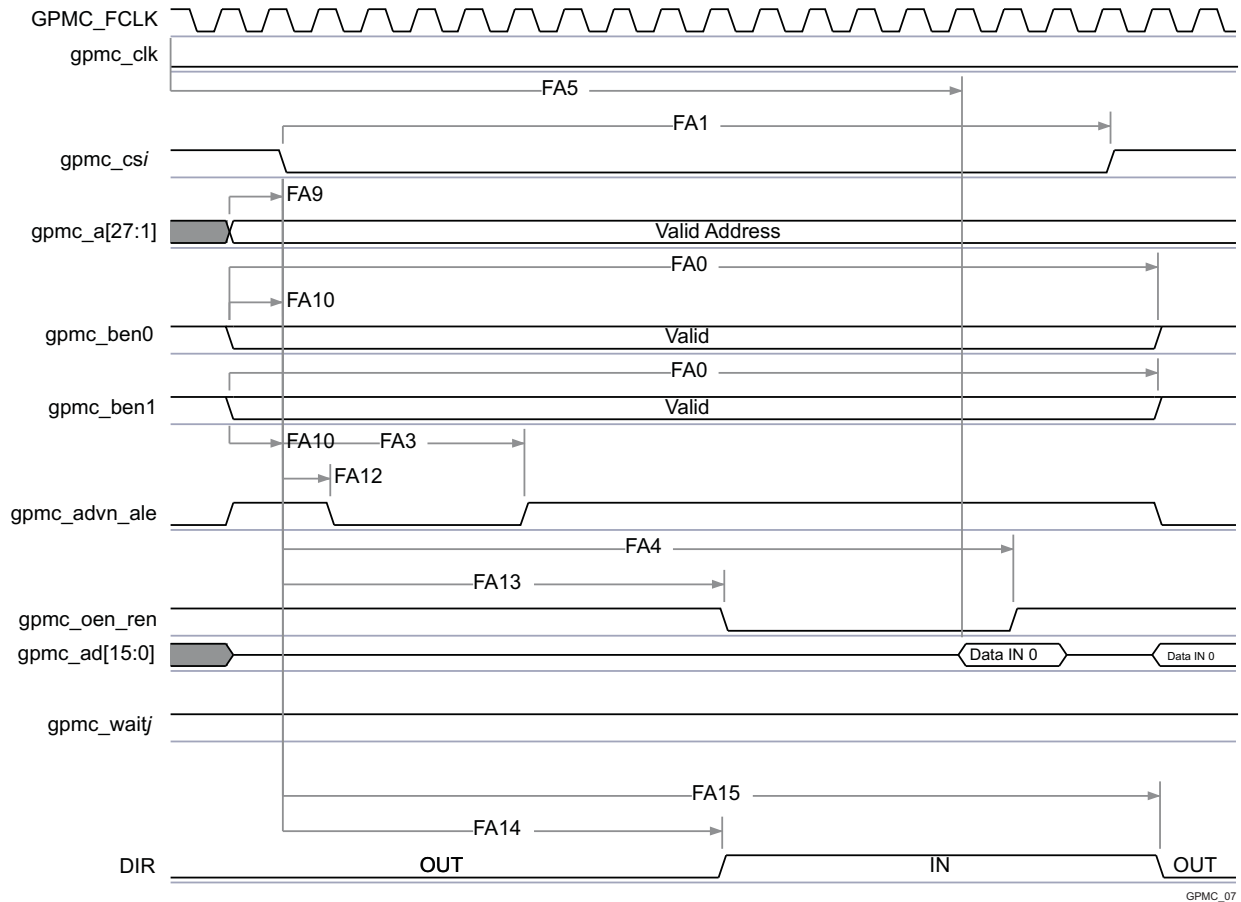 GPMC_FCLK
gpmc_clk
FA5
FA1
gpmc_csi
FA9
gpmc_a[27:1]
Valid Address
FA0
FA10
gpmc_ben0
Valid
FA0
gpmc_ben1
Valid
FA10
FA3
FA12
gpmc_advn_ale
FA4
FA13
gpmc_oen_ren
gpmc_ad[15:0]
Data IN 0
Data IN 0
gpmc_waitj
FA15
FA14
DIR
OUT
IN
OUT
GPMC_07